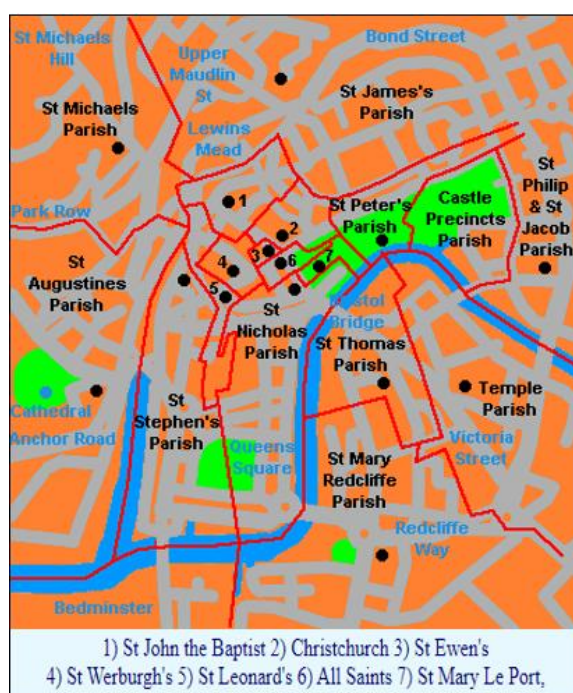 St Michaels
Hill
Upper
Maudlin
St
Bond Street
St Michaels
Parish
St James's
Parish
Lewins
Mead
St
Philip
& St
Jacob
Parish
Park Row
1
St Peter's
Parish
Castle
Precincts
Parish
2
3
6
7
4
5
St
Augustines
Parish
St
Nicholas
Parish
Bristol
Bridge
St Thomas
Parish
Cathedral
Anchor Road
St
Stephen's
Parish
Queens
Square
Temple
Parish
Victoria
Street
St Mary
Redcliffe
Parish
Redcliffe
Way
Bedminster
1) St John the Baptist 2) Christchurch 3) St Ewen's
4) St Werburgh's 5) St Leonard's 6) All Saints 7) St Mary Le Port,